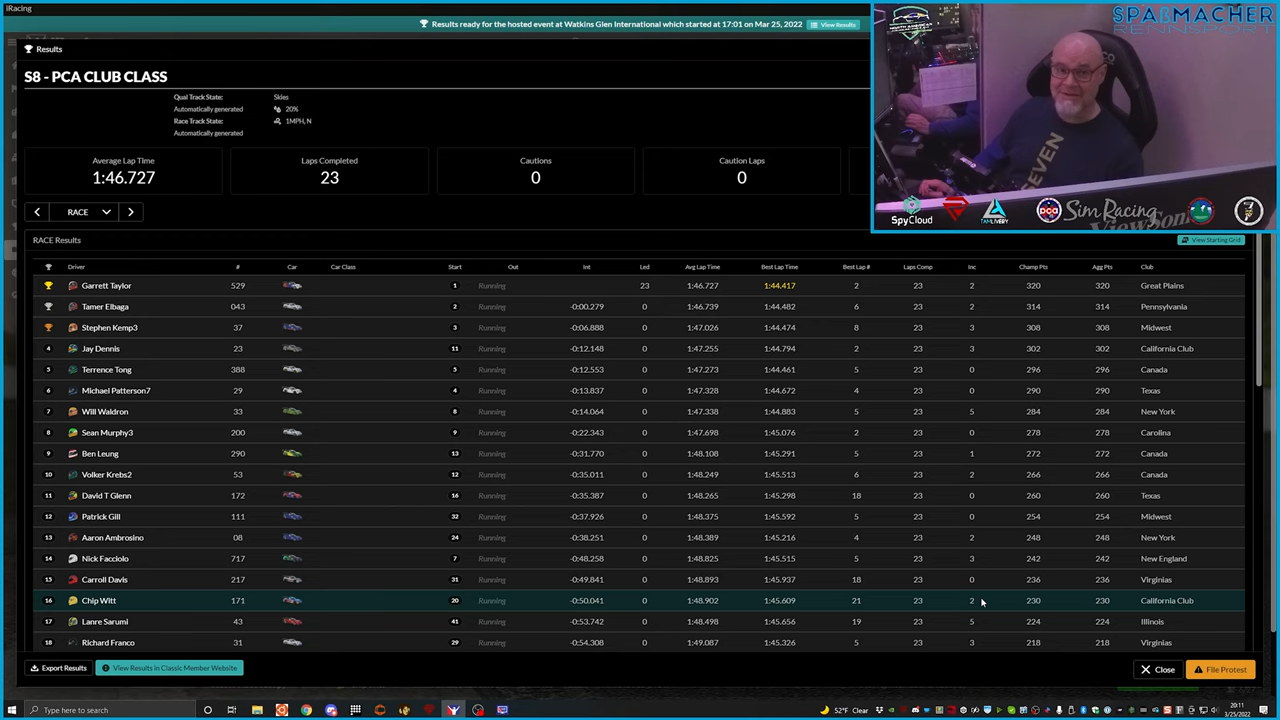 iRacing
Results ready for the hosted event at Watkins Glen International which started at 17:01 on Mar 25, 2022 View Results
SPAßMACHER
RENNSPORT
Results
S8 - PCA CLUB CLASS
Qual Track State: Skies
Automatically generated 20%
Race Track State: 1MPH, N
Automatically generated
Average Lap Time Laps Completed Cautions Caution Laps
1:46.727 23 0 0
SEVEN
SpyCloud TAMLIVERY pca Sim Racing
ViewSonic
RACE
RACE Results View Starting Grid
Driver # Car Car Class Start Out Int Led Avg Lap Time Best Lap Time Best Lap # Laps Comp Inc Champ Pts Agg Pts Club
Garrett Taylor 529 1 Running 23 1:46.727 1:44.417 2 23 2 320 320 Great Plains
Tamer Elbaga 043 2 Running -0:00.279 0 1:46.739 1:44.482 6 23 2 314 314 Pennsylvania
Stephen Kemp3 37 3 Running -0:06.888 0 1:47.026 1:44.474 8 23 3 308 308 Midwest
4 Jay Dennis 23 11 Running -0:12.148 0 1:47.255 1:44.794 2 23 3 302 302 California Club
5 Terrence Tong 388 5 Running -0:12.553 0 1:47.273 1:44.461 5 23 0 296 296 Canada
6 Michael Patterson7 29 4 Running -0:13.837 0 1:47.328 1:44.672 4 23 0 290 290 Texas
7 Will Waldron 33 8 Running -0:14.064 0 1:47.338 1:44.883 5 23 5 284 284 New York
8 Sean Murphy3 200 9 Running -0:22.343 0 1:47.698 1:45.076 2 23 0 278 278 Carolina
9 Ben Leung 290 13 Running -0:31.770 0 1:48.108 1:45.291 5 23 1 272 272 Canada
10 Volker Krebs2 53 12 Running -0:35.011 0 1:48.249 1:45.513 6 23 2 266 266 Canada
11 David T Glenn 172 16 Running -0:35.387 0 1:48.265 1:45.298 18 23 0 260 260 Texas
12 Patrick Gill 111 32 Running -0:37.926 0 1:48.375 1:45.592 5 23 0 254 254 Midwest
13 Aaron Ambrosino 08 24 Running -0:38.251 0 1:48.389 1:45.216 4 23 2 248 248 New York
14 Nick Facciolo 717 7 Running -0:48.258 0 1:48.825 1:45.515 5 23 3 242 242 New England
15 Carroll Davis 217 31 Running -0:49.841 0 1:48.893 1:45.937 18 23 0 236 236 Virginias
16 Chip Witt 171 20 Running -0:50.041 0 1:48.902 1:45.609 21 23 2 230 230 California Club
17 Lanre Sarumi 43 41 Running -0:53.742 0 1:48.498 1:45.656 19 23 5 224 224 Illinois
18 Richard Franco 31 29 Running -0:54.308 0 1:49.087 1:45.326 5 23 3 218 218 Virginias
Export Results View Results in Classic Member Website Close File Protest
Type here to search 52°F Clear 20:11
3/25/2022